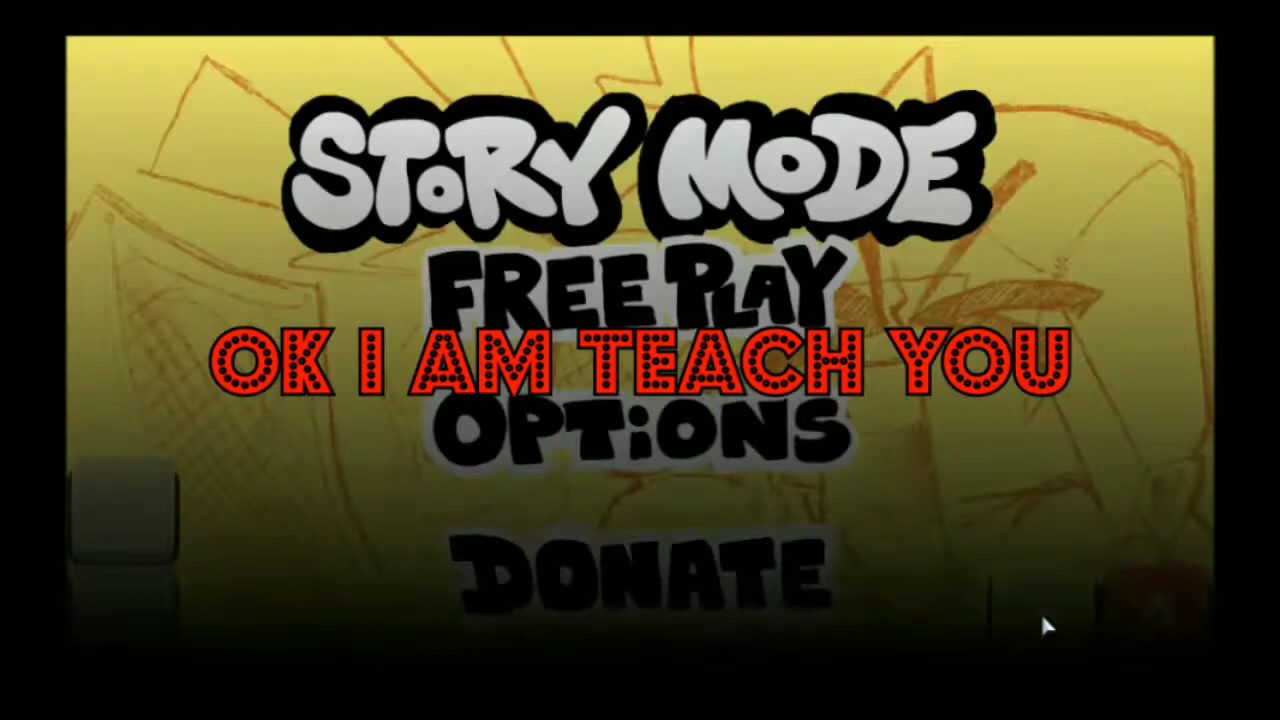 STORY MODE
FREE PLAY
OK I AM TEACH YOU
OPTIONS
DONATE